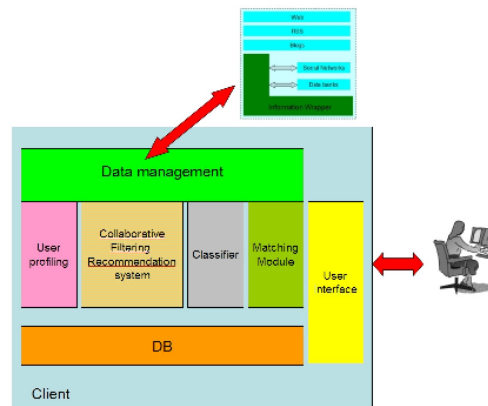 Web
RSS
Blogs
Social Networks
Data banks
Information Wrapper
Data management
User
profiling
Collaborative
Filtering
Recommendation
system
Classifier
Matching
Module
User
nterface
DB
Client